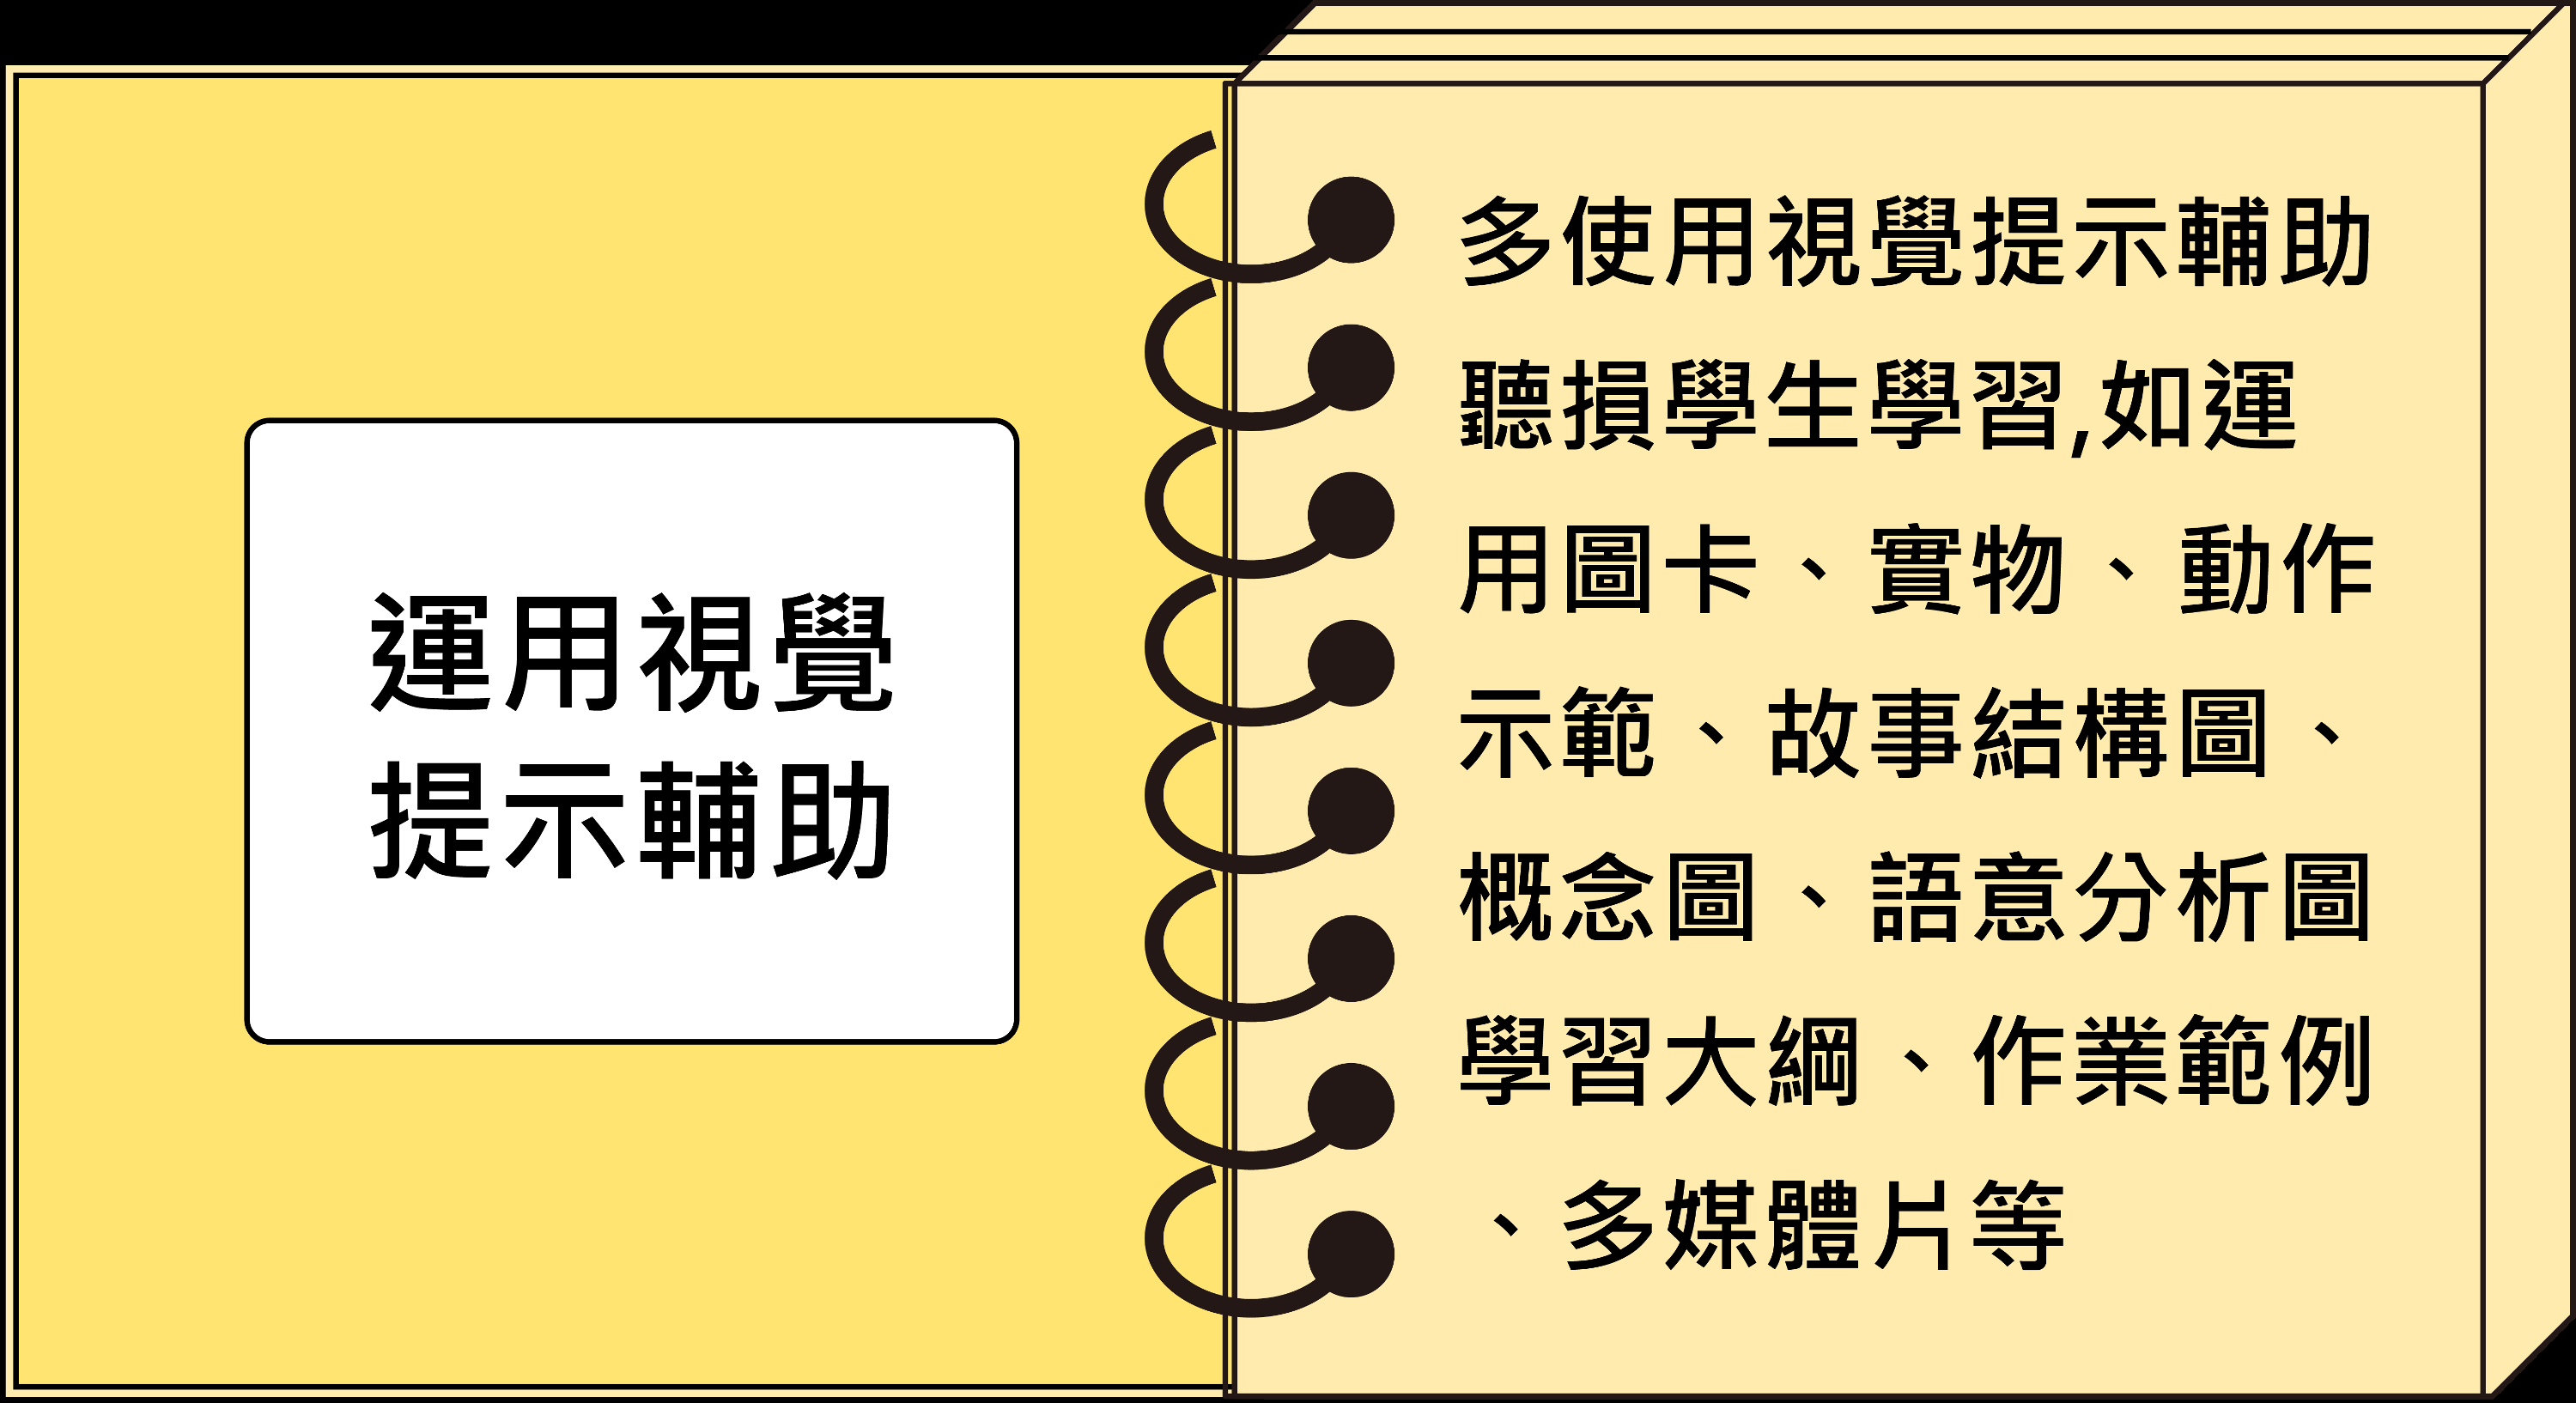 運用視覺
提示輔助
多使用視覺提示輔助
聽損學生學習,如運
用圖卡、實物、動作
示範、故事結構圖、
概念圖、語意分析圖
學習大綱、作業範例
、多媒體片等